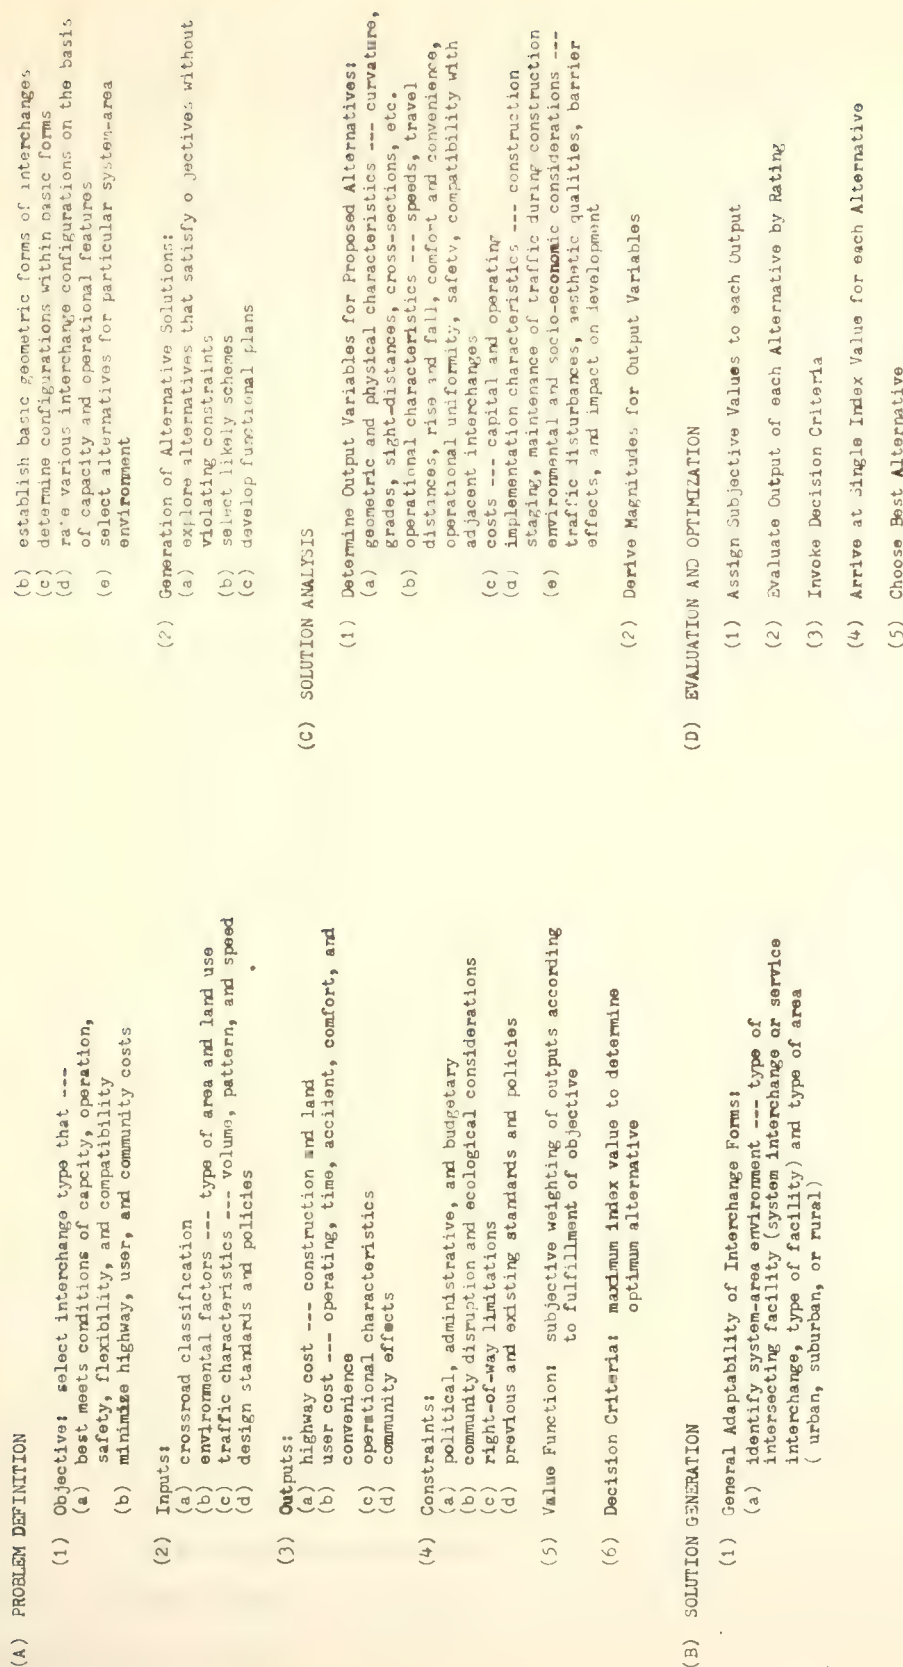 (A) PROBLEM DEFINITION
(1) Objective: select interchange type that ---
(a) best meets conditions of capcity, operation,
safety, flexibility, and compatibility
(b) minimize highway, user, and community costs
(2) Inputs:
(a) crossroad classification
(b) environmental factors --- type of area and land use
(c) traffic characteristics --- volume, pattern, and speed
(d) design standards and policies
(3) Outputs:
(a) highway cost --- construction and land
(b) user cost --- operating, time, accident, comfort, and
convenience
(c) operational characteristics
(d) community effects
(4) Constraints:
(a) political, administrative, and budgetary
(b) community disruption and ecological considerations
(c) right-of-way limitations
(d) previous and existing standards and policies
(5) Value Function: subjective weighting of outputs according
to fulfillment of objective
(6) Decision Criteria: maximum index value to determine
optimum alternative
(B) SOLUTION GENERATION
(1) General Adaptability of Interchange Forms:
(a) identify system-area environment --- type of
intersecting facility (system interchange or service
interchange, type of facility) and type of area
( urban, suburban, or rural)
(b) establish basic geometric forms of interchanges
(c) determine configurations within basic forms
(d) rate various interchange configurations on the basis
of capacity and operational features
(e) select alternatives for particular system-area
environment
(2) Generation of Alternative Solutions:
(a) explore alternatives that satisfy o jectives without
violating constraints
(b) select likely schemes
(c) develop functional plans
(C) SOLUTION ANALYSIS
(1) Determine Output Variables for Proposed Alternatives:
(a) geometric and physical characteristics --- curvature,
grades, sight-distances, cross-sections, etc.
(b) operational characteristics --- speeds, travel
distances, rise and fall, comfort and convenience,
operational uniformity, safety, compatibility with
adjacent interchanges
(c) costs --- capital and operating
(d) implementation characteristics --- construction
staging, maintenance of traffic during construction
(e) environmental and socio-economic considerations ---
traffic disturbances, aesthetic qualities, barrier
effects, and impact on development
(2) Derive Magnitudes for Output Variables
(D) EVALUATION AND OPTIMIZATION
(1) Assign Subjective Values to each Output
(2) Evaluate Output of each Alternative by Rating
(3) Invoke Decision Criteria
(4) Arrive at Single Index Value for each Alternative
(5) Choose Best Alternative